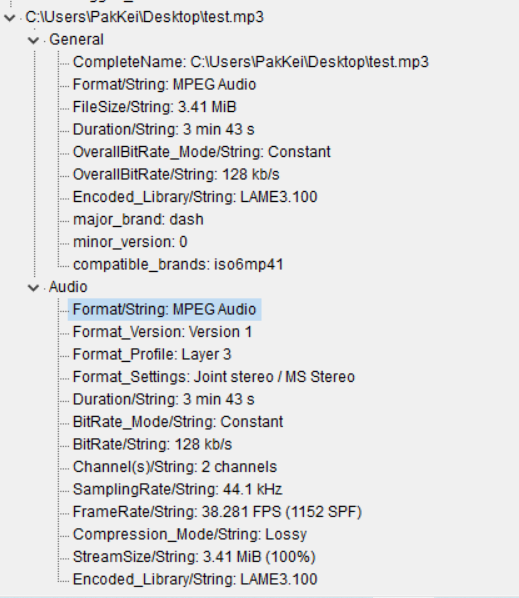 C:\Users\PakKei\Desktop\test.mp3
General
CompleteName: C:\Users\PakKei\Desktop\test.mp3
Format/String: MPEG Audio
FileSize/String: 3.41 MiB
Duration/String: 3 min 43 s
OverallBitRate_Mode/String: Constant
OverallBitRate/String: 128 kb/s
Encoded_Library/String: LAME3.100
major_brand: dash
minor_version: 0
compatible_brands: iso6mp41
Audio
Format/String: MPEG Audio
Format_Version: Version 1
Format_Profile: Layer 3
Format_Settings: Joint stereo / MS Stereo
Duration/String: 3 min 43 s
BitRate_Mode/String: Constant
BitRate/String: 128 kb/s
Channel(s)/String: 2 channels
SamplingRate/String: 44.1 kHz
FrameRate/String: 38.281 FPS (1152 SPF)
Compression_Mode/String: Lossy
StreamSize/String: 3.41 MiB (100%)
Encoded_Library/String: LAME3.100